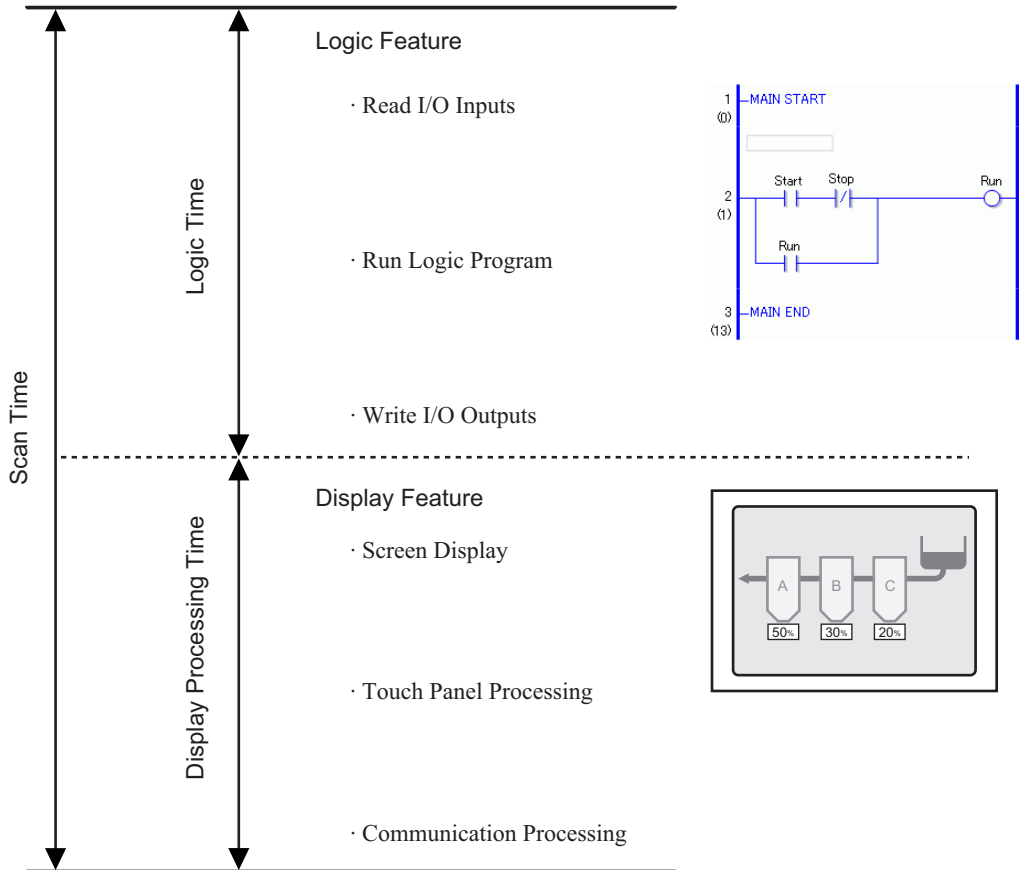 Scan Time
Logic Time
Logic Feature
· Read I/O Inputs
· Run Logic Program
· Write I/O Outputs
1
(0)
MAIN START
Start Stop Run
2
(1)
Run
3
(13)
MAIN END
Display Processing Time
Display Feature
· Screen Display
· Touch Panel Processing
· Communication Processing
A B C
50% 30% 20%